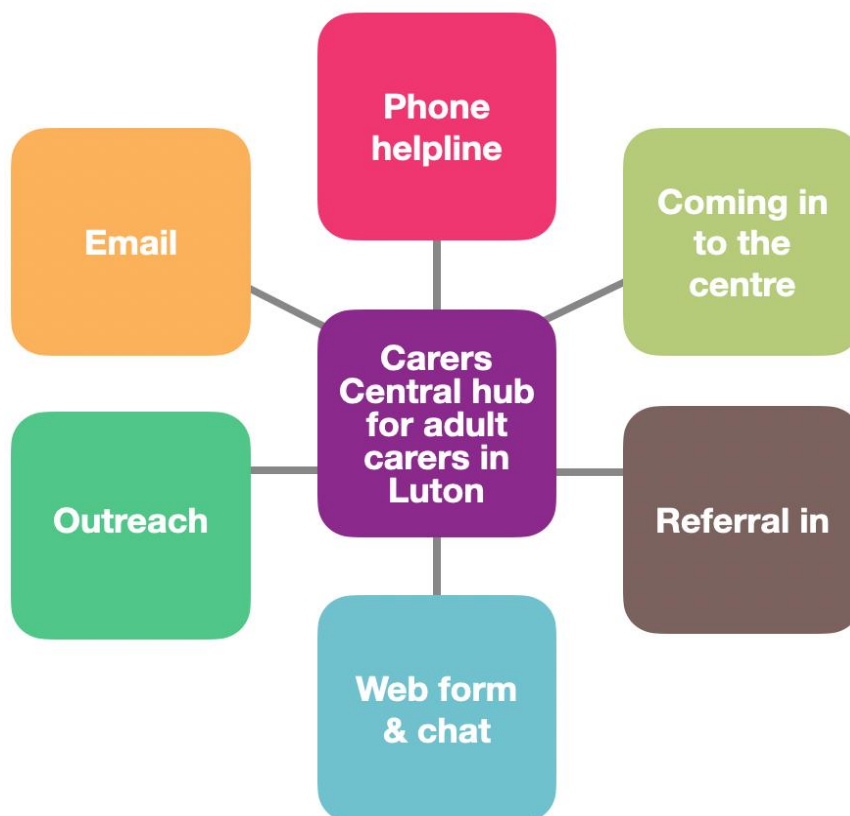 Phone
helpline
Email
Coming in
to the
centre
Carers
Central hub
for adult
carers in
Luton
Outreach
Referral in
Web form
& chat